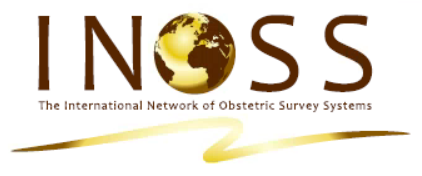 INOSS
The International Network of Obstetric Survey Systems